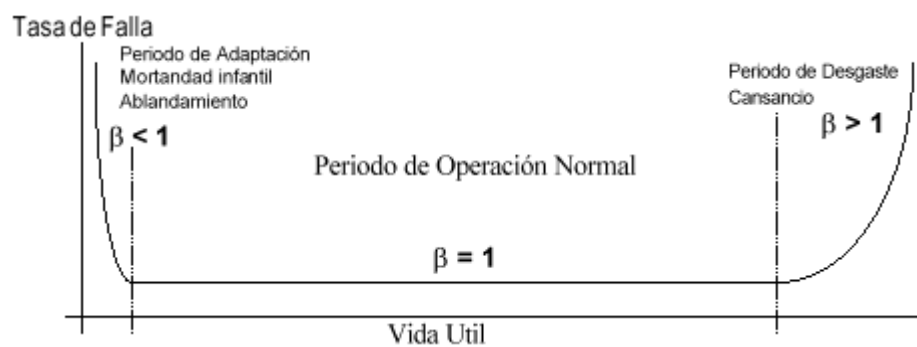 Tasa de Falla
Periodo de Adaptación
Mortandad infantil
Ablandamiento
β < 1
Periodo de Operación Normal
β = 1
Periodo de Desgaste
Cansancio
β > 1
Vida Util